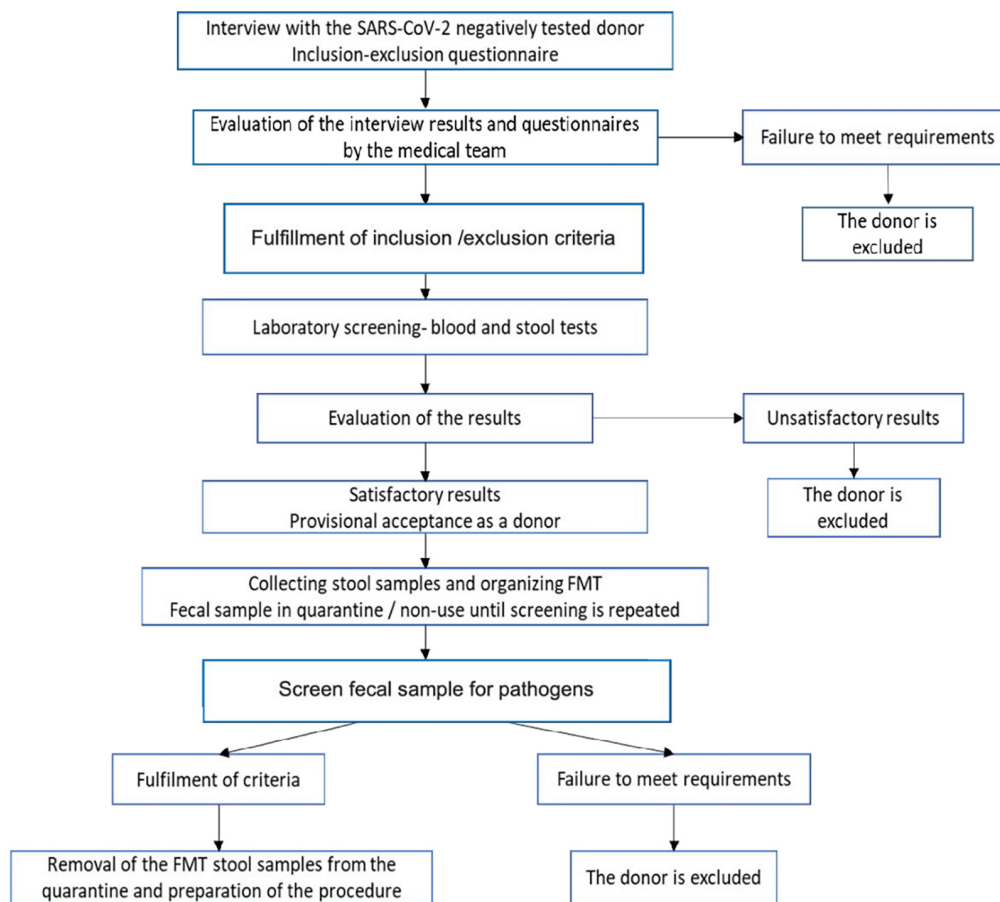 Interview with the SARS-CoV-2 negatively tested donor
Inclusion-exclusion questionnaire
Evaluation of the interview results and questionnaires
by the medical team
Failure to meet requirements
The donor is
excluded
Fulfillment of inclusion /exclusion criteria
Laboratory screening- blood and stool tests
Evaluation of the results
Unsatisfactory results
The donor is
excluded
Satisfactory results
Provisional acceptance as a donor
Collecting stool samples and organizing FMT
Fecal sample in quarantine / non-use until screening is repeated
Screen fecal sample for pathogens
Fulfilment of criteria
Failure to meet requirements
Removal of the FMT stool samples from the
quarantine and preparation of the procedure
The donor is excluded